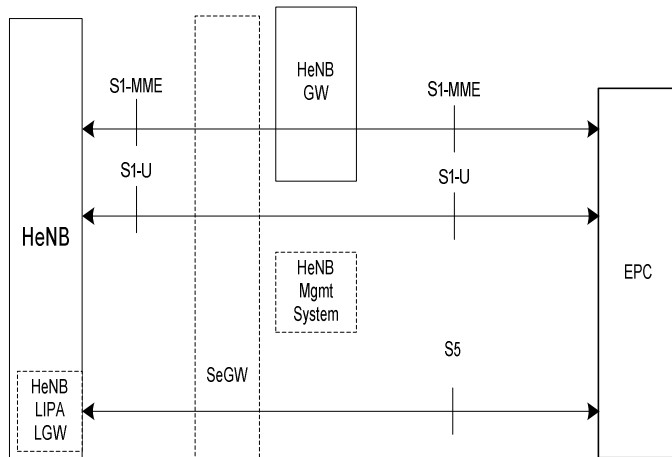 HeNB
GW
S1-MME
S1-MME
S1-U
S1-U
HeNB
HeNB
Mgmt
System
EPC
S5
SeGW
HeNB
LIPA
LGW